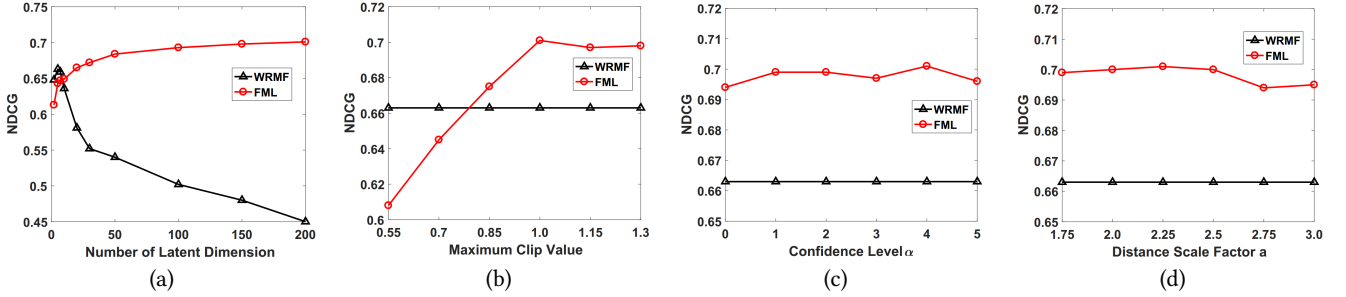 0.75
0.7
0.65
0.6
0.55
0.5
0.45
NDCG
WRMF
FML
0 50 100 150 200
Number of Latent Dimension
(a)
0.72
0.7
0.68
0.66
0.64
0.62
0.6
NDCG
WRMF
FML
0.55 0.7 0.85 1.0 1.15 1.3
Maximum Clip Value
(b)
0.72
0.71
0.7
0.69
0.68
0.67
0.66
0.65
NDCG
WRMF
FML
0 1 2 3 4 5
Confidence Level α
(c)
0.72
0.71
0.7
0.69
0.68
0.67
0.66
0.65
NDCG
WRMF
FML
1.75 2.0 2.25 2.5 2.75 3.0
Distance Scale Factor a
(d)